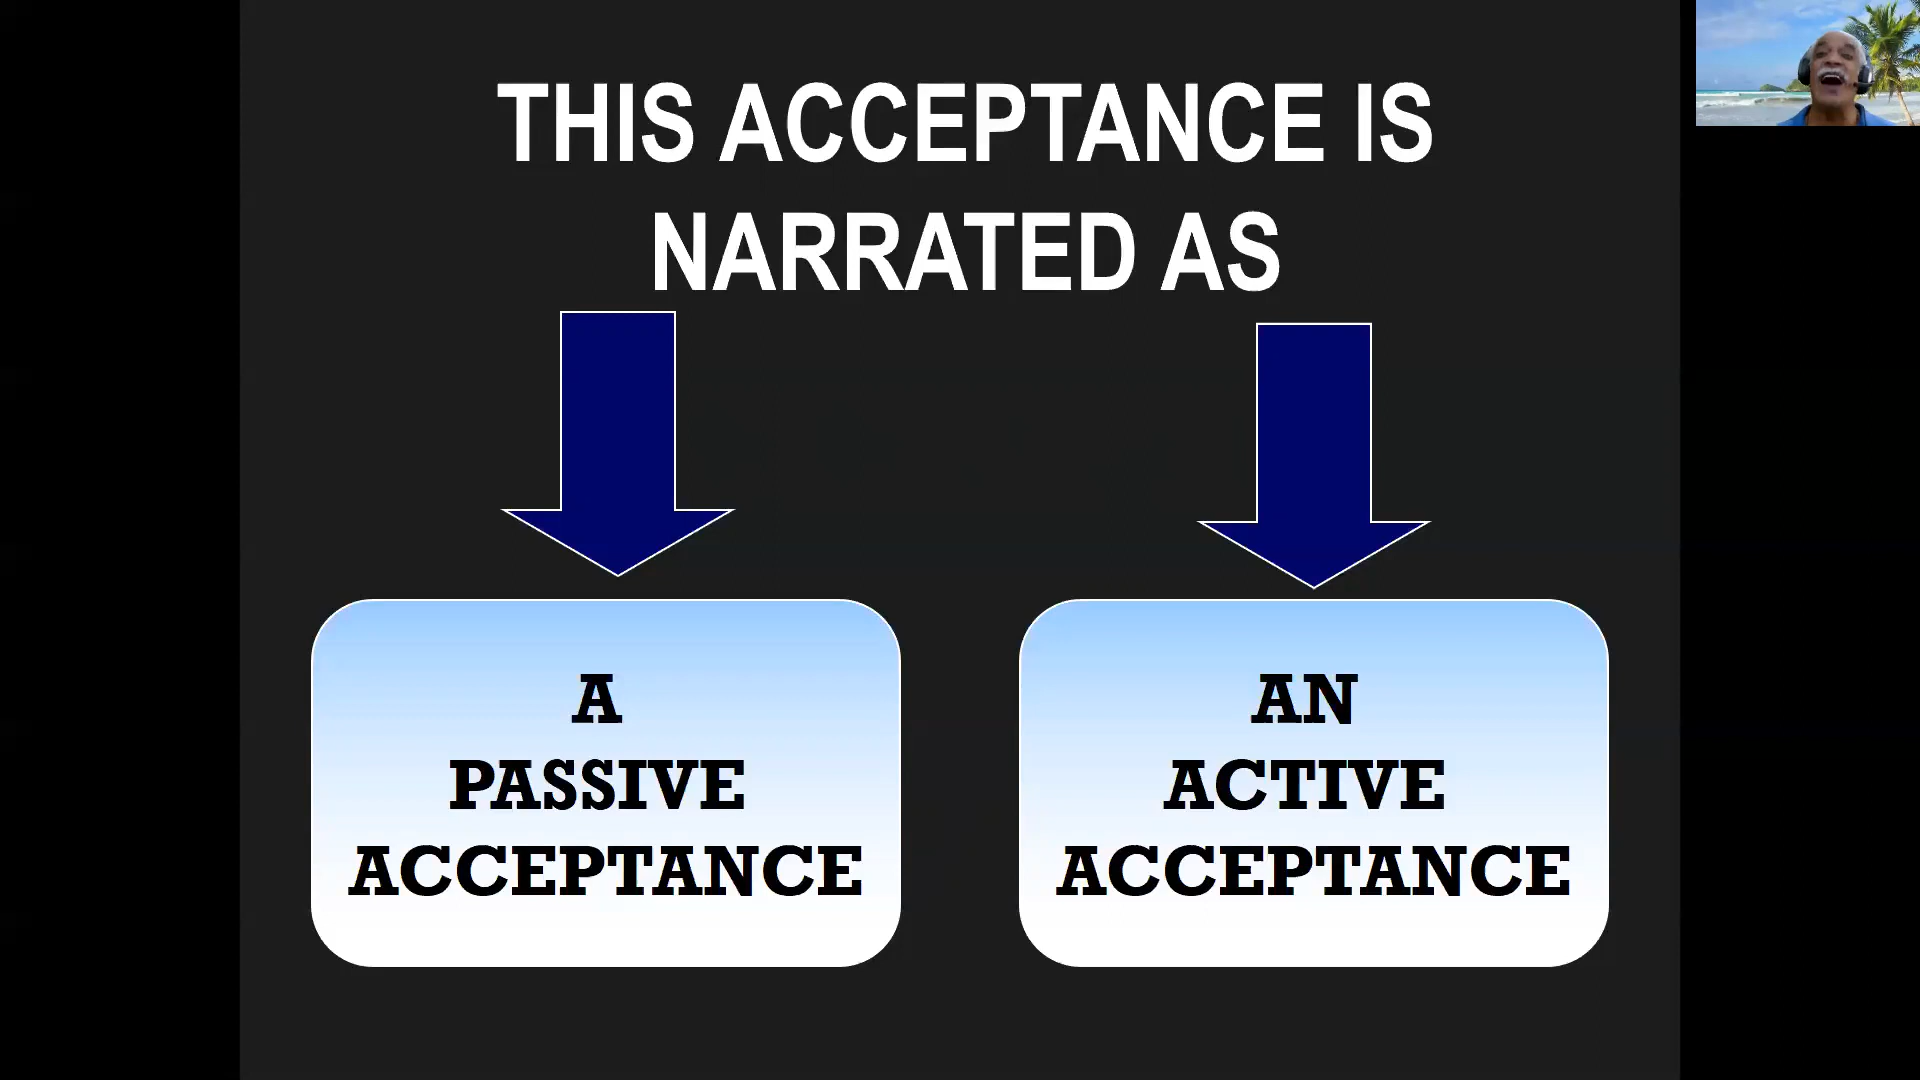 THIS ACCEPTANCE IS
NARRATED AS
A
PASSIVE
ACCEPTANCE
AN
ACTIVE
ACCEPTANCE